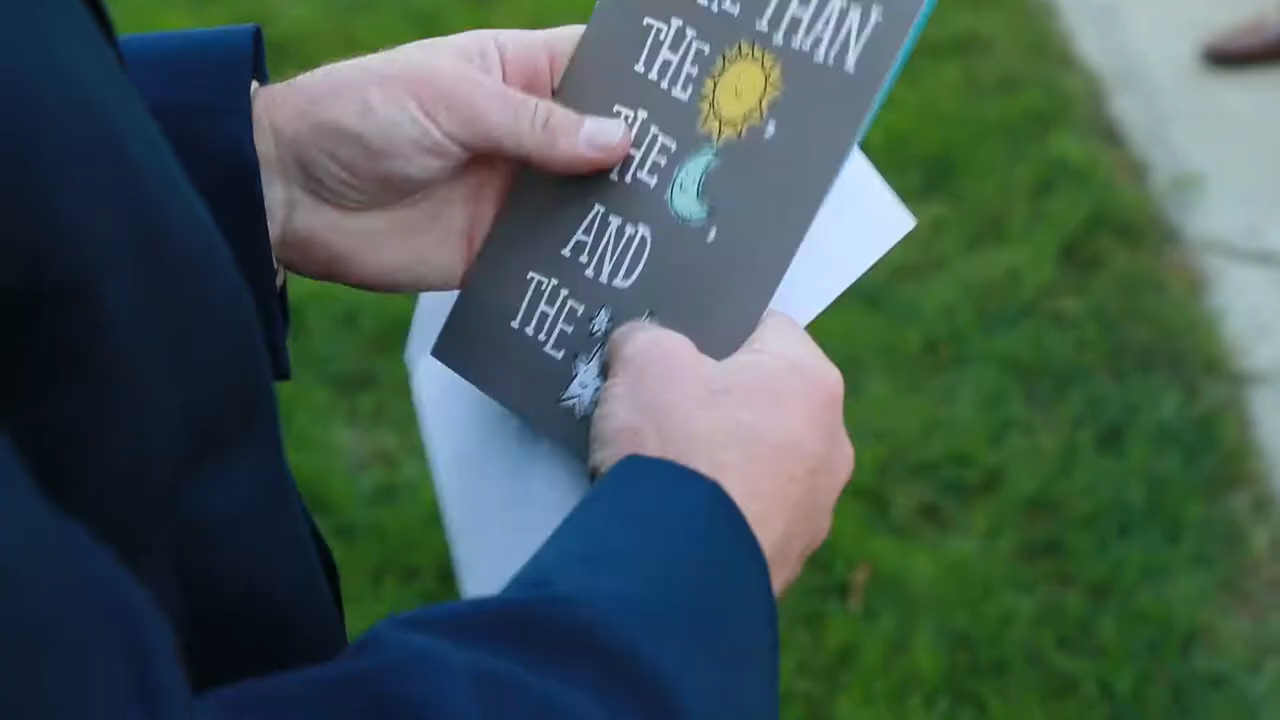 THAN
THE ,
THE ,
AND
THE